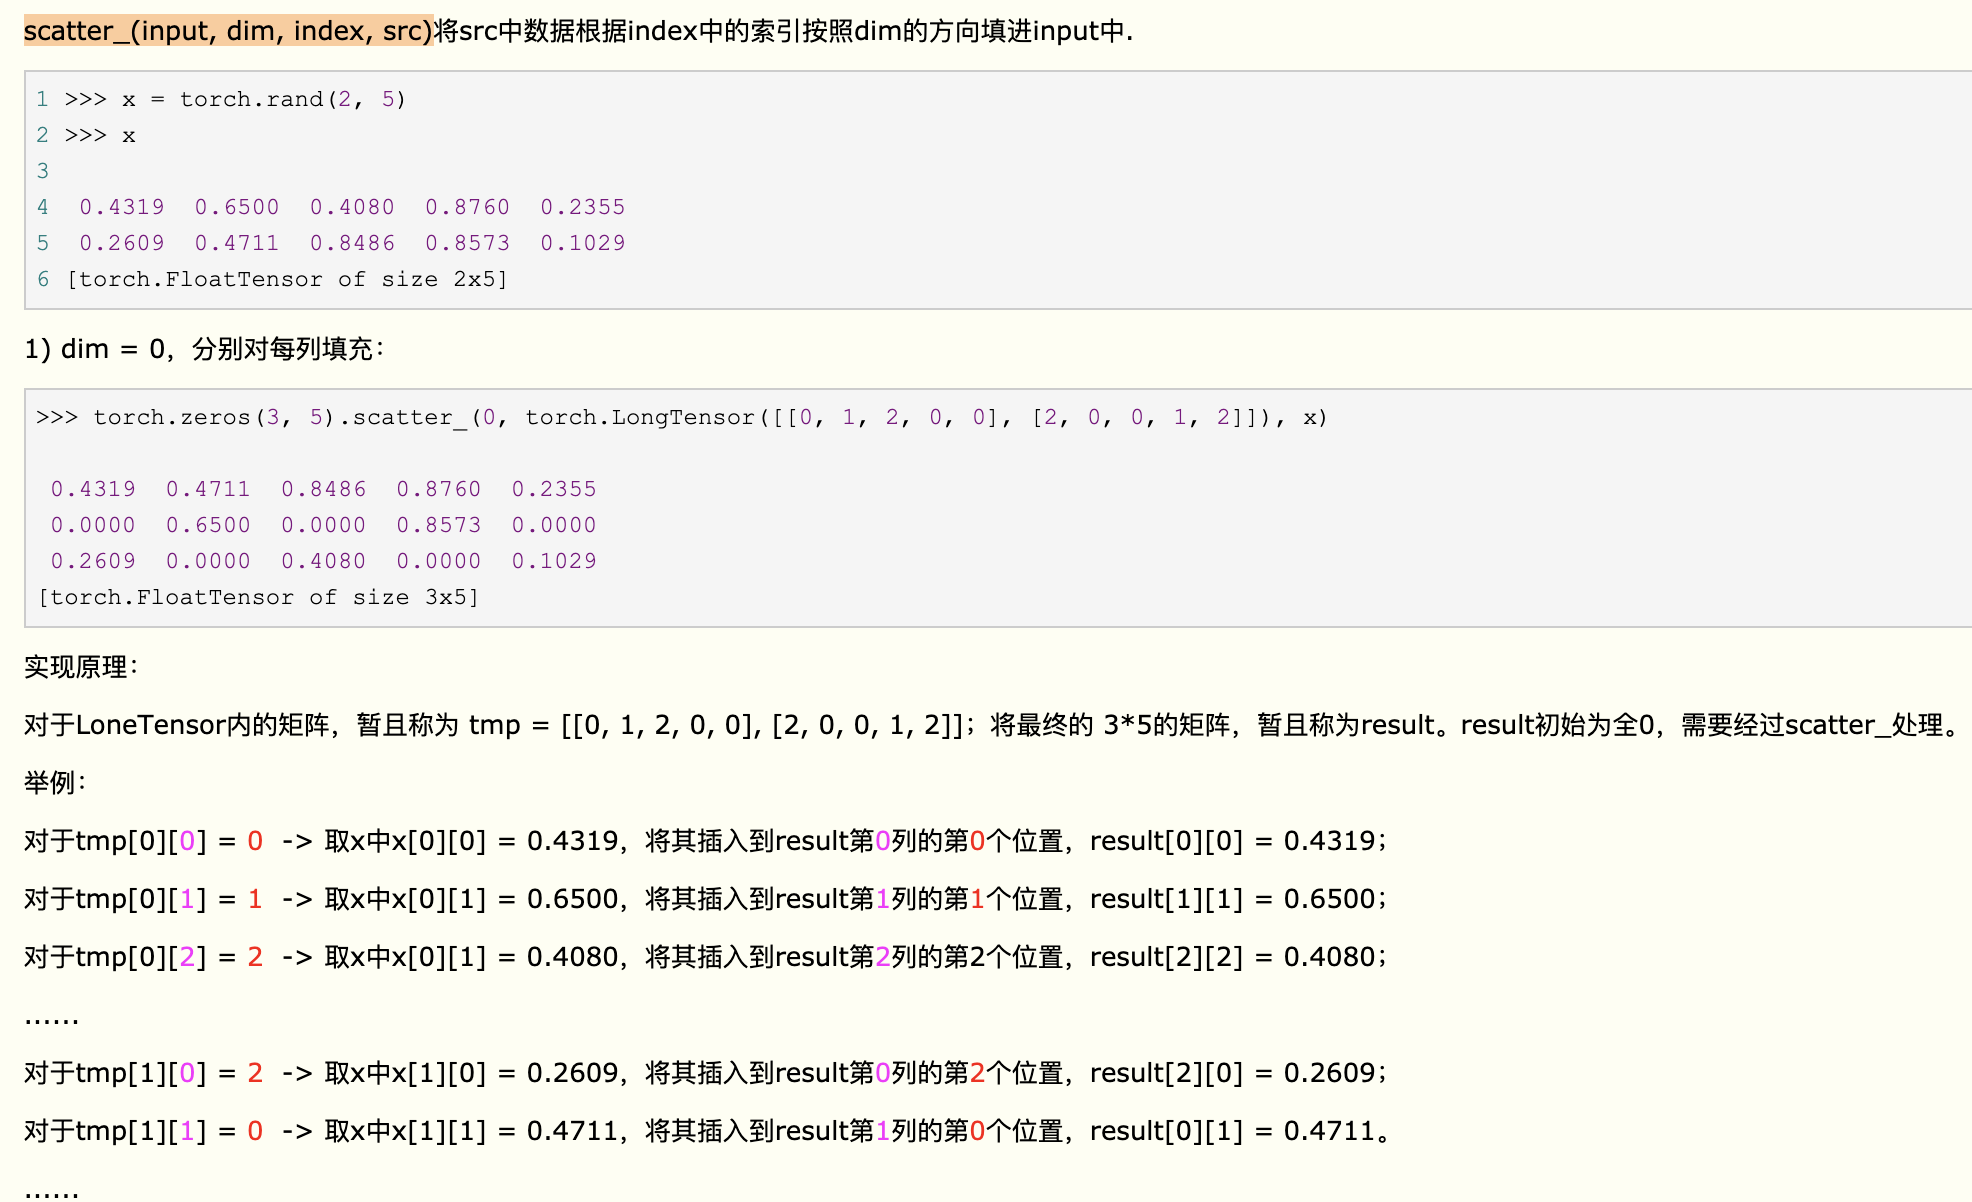 scatter_(input, dim, index, src)将src中数据根据index中的索引按照dim的方向填进input中.
1 >>> x = torch.rand(2, 5)
2 >>> x
3
4  0.4319  0.6500  0.4080  0.8760  0.2355
5  0.2609  0.4711  0.8486  0.8573  0.1029
6 [torch.FloatTensor of size 2x5]
1) dim = 0，分别对每列填充：
>>> torch.zeros(3, 5).scatter_(0, torch.LongTensor([[0, 1, 2, 0, 0], [2, 0, 0, 1, 2]]), x)
0.4319  0.4711  0.8486  0.8760  0.2355
0.0000  0.6500  0.0000  0.8573  0.0000
0.2609  0.0000  0.4080  0.0000  0.1029
[torch.FloatTensor of size 3x5]
实现原理：
对于LoneTensor内的矩阵，暂且称为 tmp = [[0, 1, 2, 0, 0], [2, 0, 0, 1, 2]]；将最终的 3*5的矩阵，暂且称为result。result初始为全0，需要经过scatter_处理。
举例：
对于tmp[0][0] = 0  -> 取x中x[0][0] = 0.4319，将其插入到result第0列的第0个位置，result[0][0] = 0.4319；
对于tmp[0][1] = 1  -> 取x中x[0][1] = 0.6500，将其插入到result第1列的第1个位置，result[1][1] = 0.6500；
对于tmp[0][2] = 2  -> 取x中x[0][1] = 0.4080，将其插入到result第2列的第2个位置，result[2][2] = 0.4080；
......
对于tmp[1][0] = 2  -> 取x中x[1][0] = 0.2609，将其插入到result第0列的第2个位置，result[2][0] = 0.2609；
对于tmp[1][1] = 0  -> 取x中x[1][1] = 0.4711，将其插入到result第1列的第0个位置，result[0][1] = 0.4711。
......